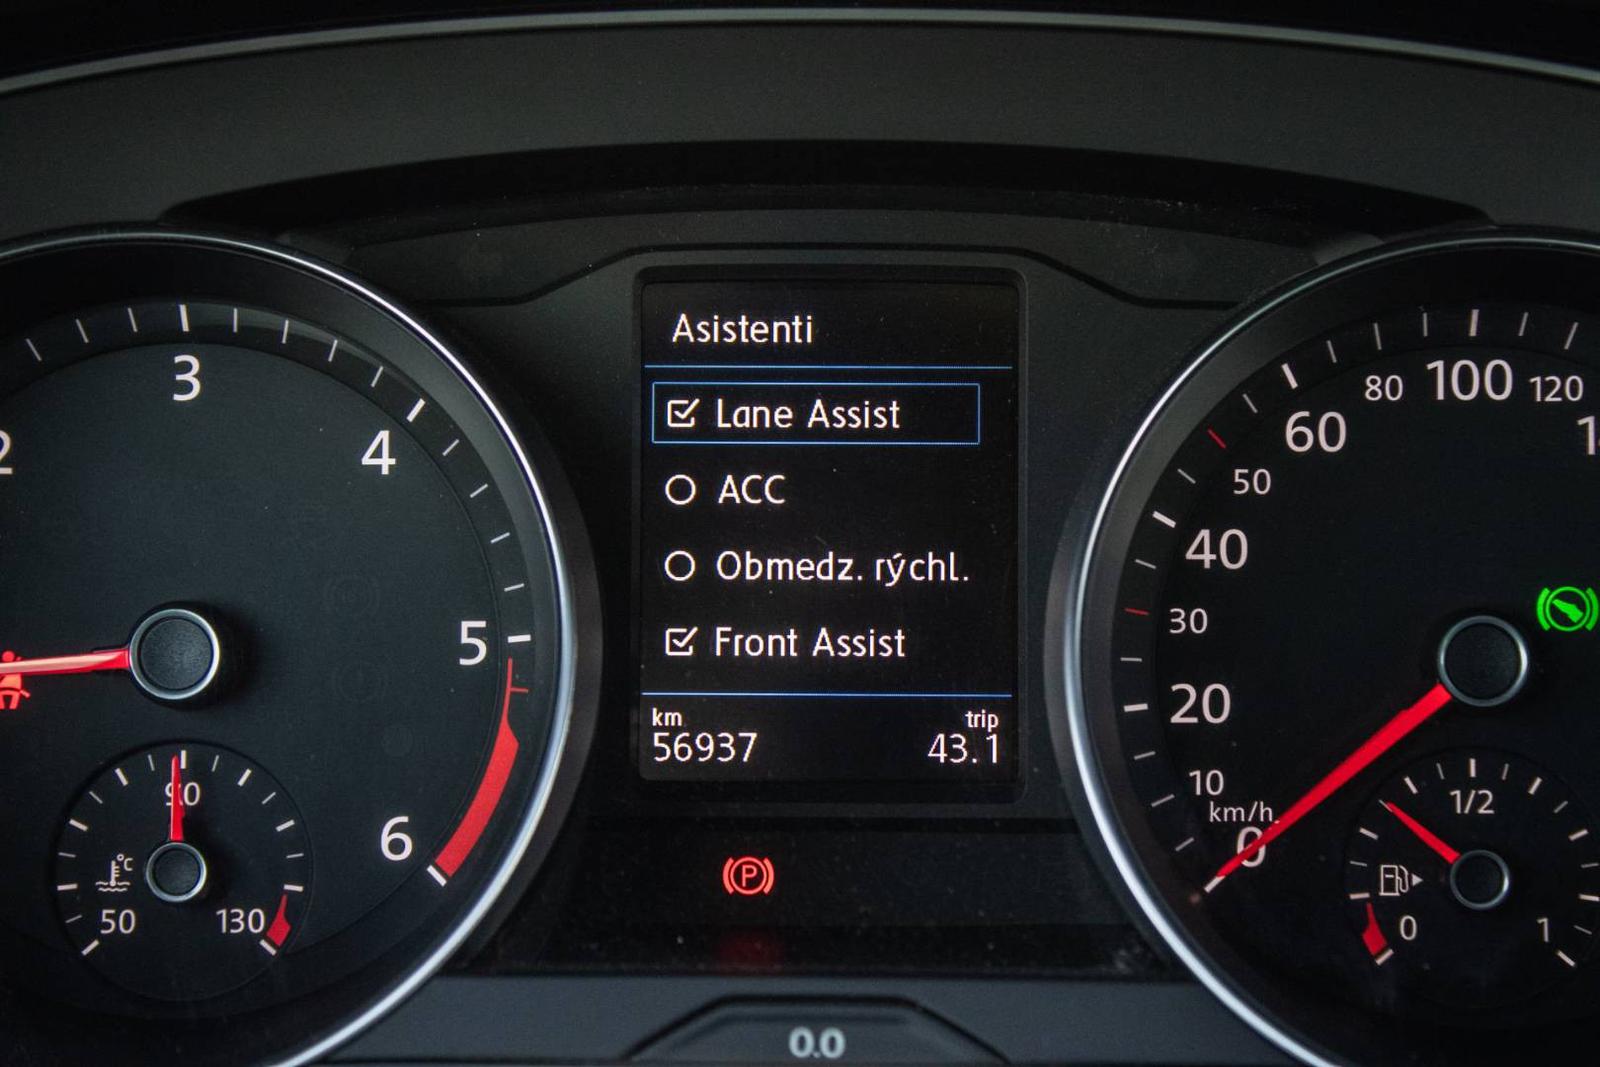 Asistenti
Lane Assist
ACC
Obmedz. rýchl.
Front Assist
km trip
56937 43.1
2 3 4 5 6
50 90 130
°C
0 10 20 30 40 50 60 80 100 120
km/h
0 1/2 1
P
0.0